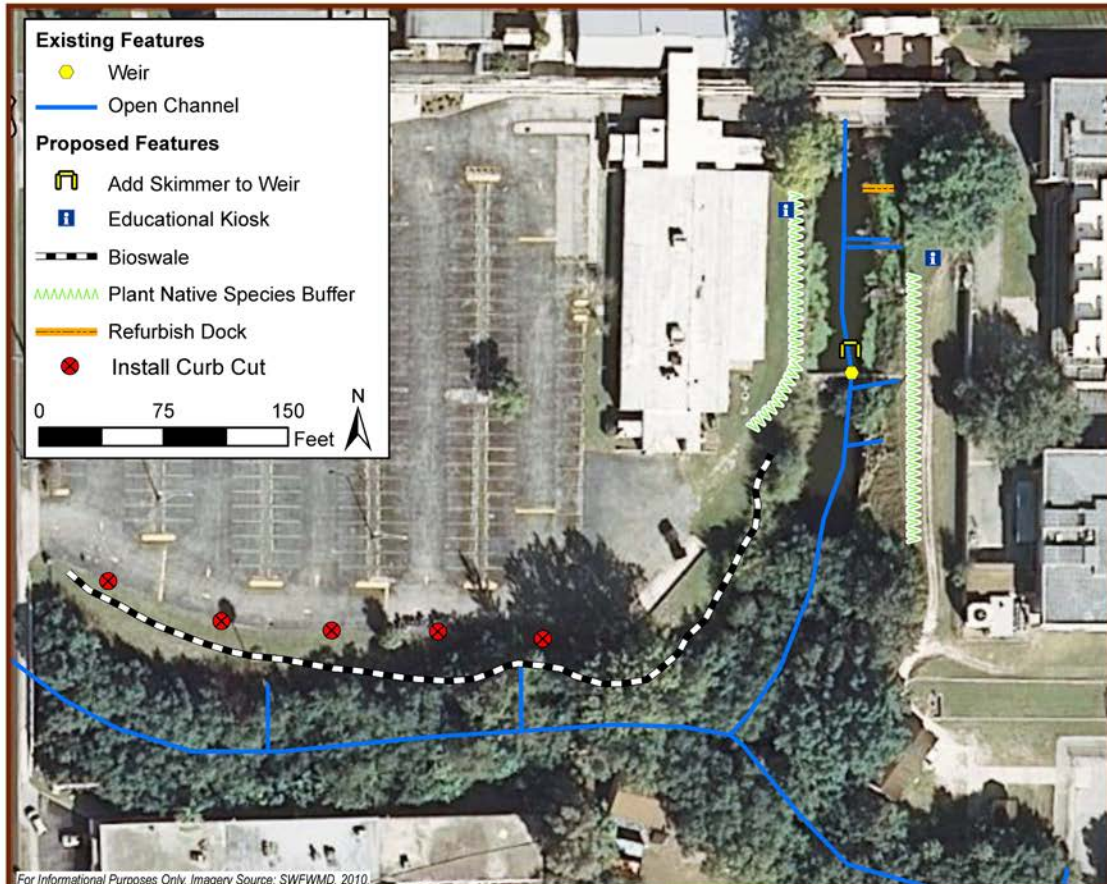 Existing Features
Weir
Open Channel
Proposed Features
Add Skimmer to Weir
Educational Kiosk
Bioswale
Plant Native Species Buffer
Refurbish Dock
Install Curb Cut
0 75 150
Feet
N
i
i
i
For Informational Purposes Only. Imagery Source: SWFWMD, 2010